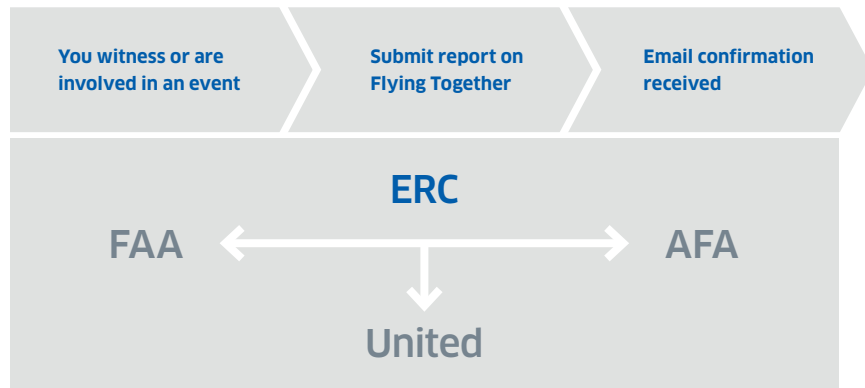 You witness or are
involved in an event
Submit report on
Flying Together
Email confirmation
received
ERC
FAA
AFA
United